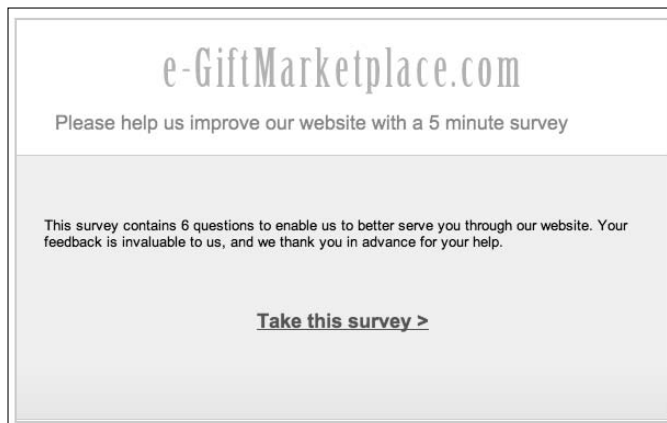 e-GiftMarketplace.com
Please help us improve our website with a 5 minute survey
This survey contains 6 questions to enable us to better serve you through our website. Your
feedback is invaluable to us, and we thank you in advance for your help.
Take this survey >